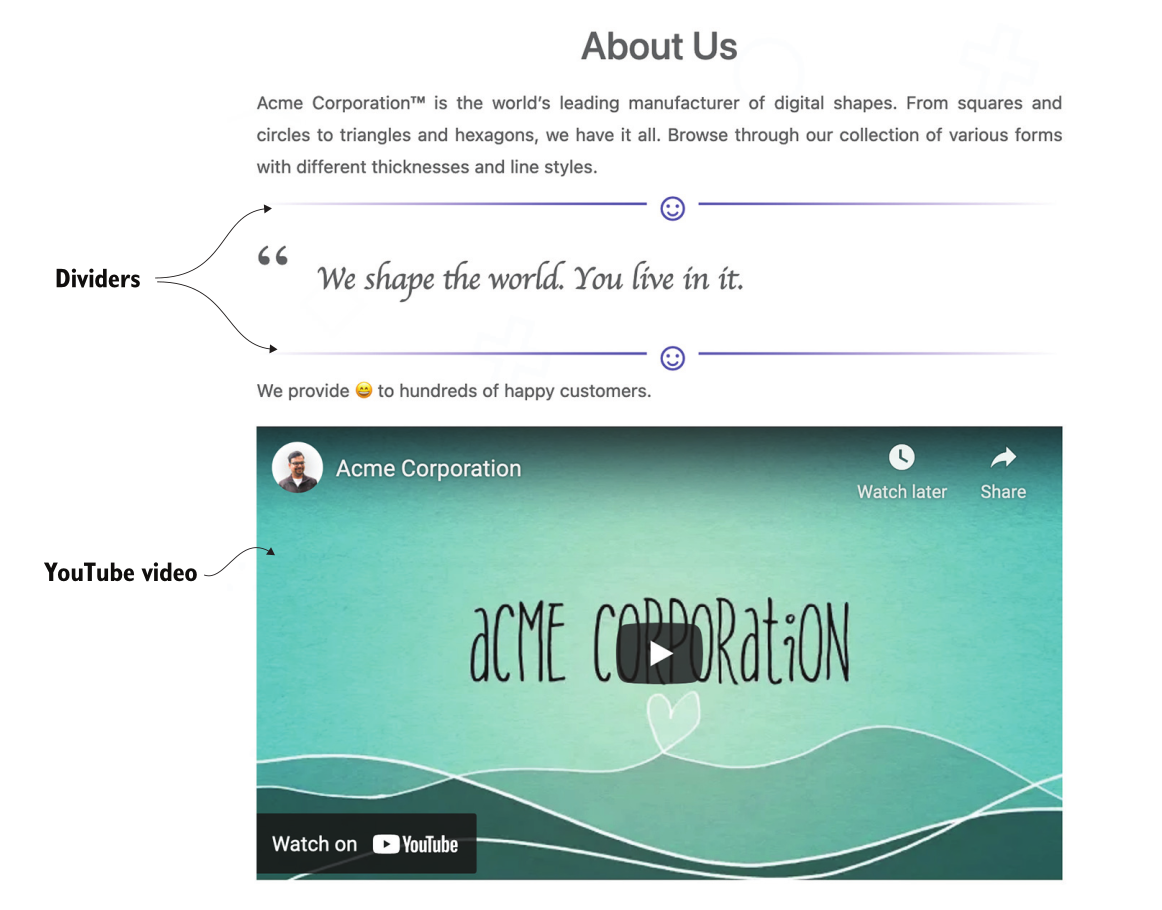 About Us
Acme Corporation™ is the world’s leading manufacturer of digital shapes. From squares and
circles to triangles and hexagons, we have it all. Browse through our collection of various forms
with different thicknesses and line styles.
Dividers
“ We shape the world. You live in it.
We provide 😄 to hundreds of happy customers.
Acme Corporation
Watch later
Share
YouTube video
aCME CORPORatiON
Watch on YouTube